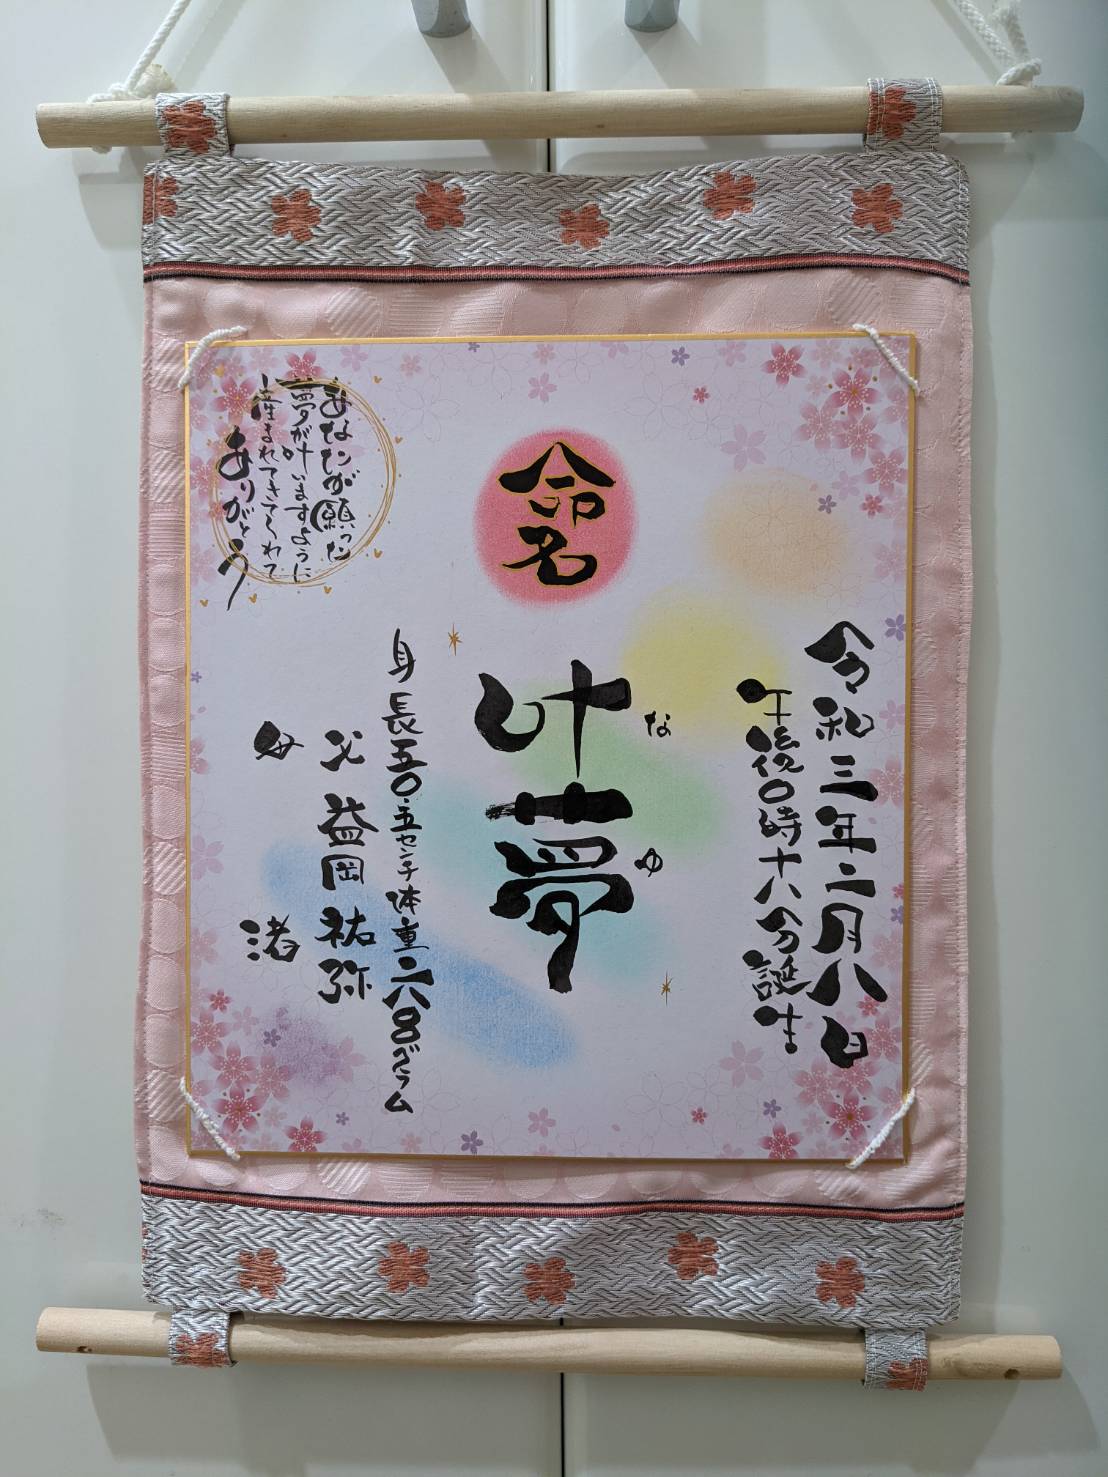 命名
叶夢
なゆ
令和三年二月八日
午後〇時十八分誕生
身長五〇.五センチ体重二六八〇グラム
父 益岡祐弥
母 渚
あなたが願った
夢が叶いますように
産まれてきてくれて
ありがとう